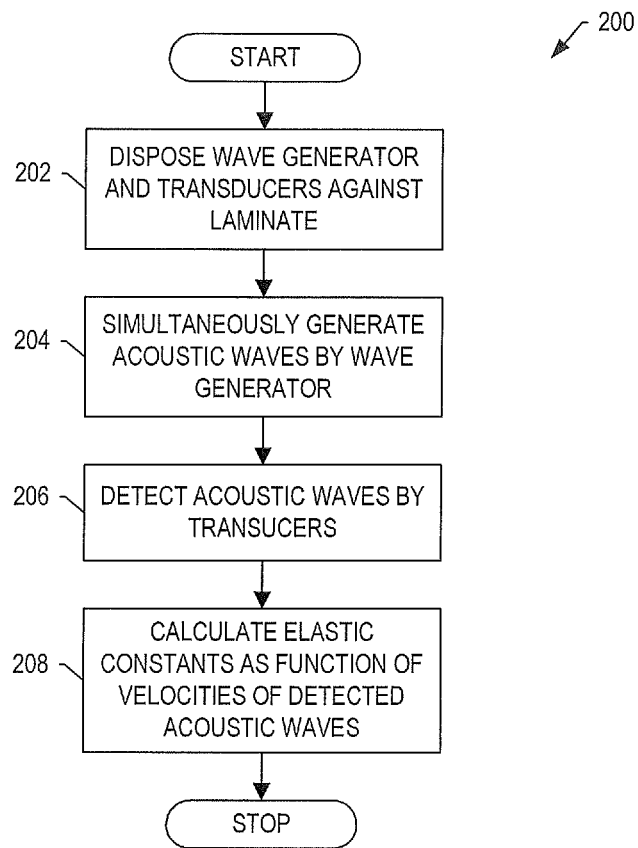 200
START
202
DISPOSE WAVE GENERATOR
AND TRANSDUCERS AGAINST
LAMINATE
204
SIMULTANEOUSLY GENERATE
ACOUSTIC WAVES BY WAVE
GENERATOR
206
DETECT ACOUSTIC WAVES BY
TRANSUCERS
208
CALCULATE ELASTIC
CONSTANTS AS FUNCTION OF
VELOCITIES OF DETECTED
ACOUSTIC WAVES
STOP